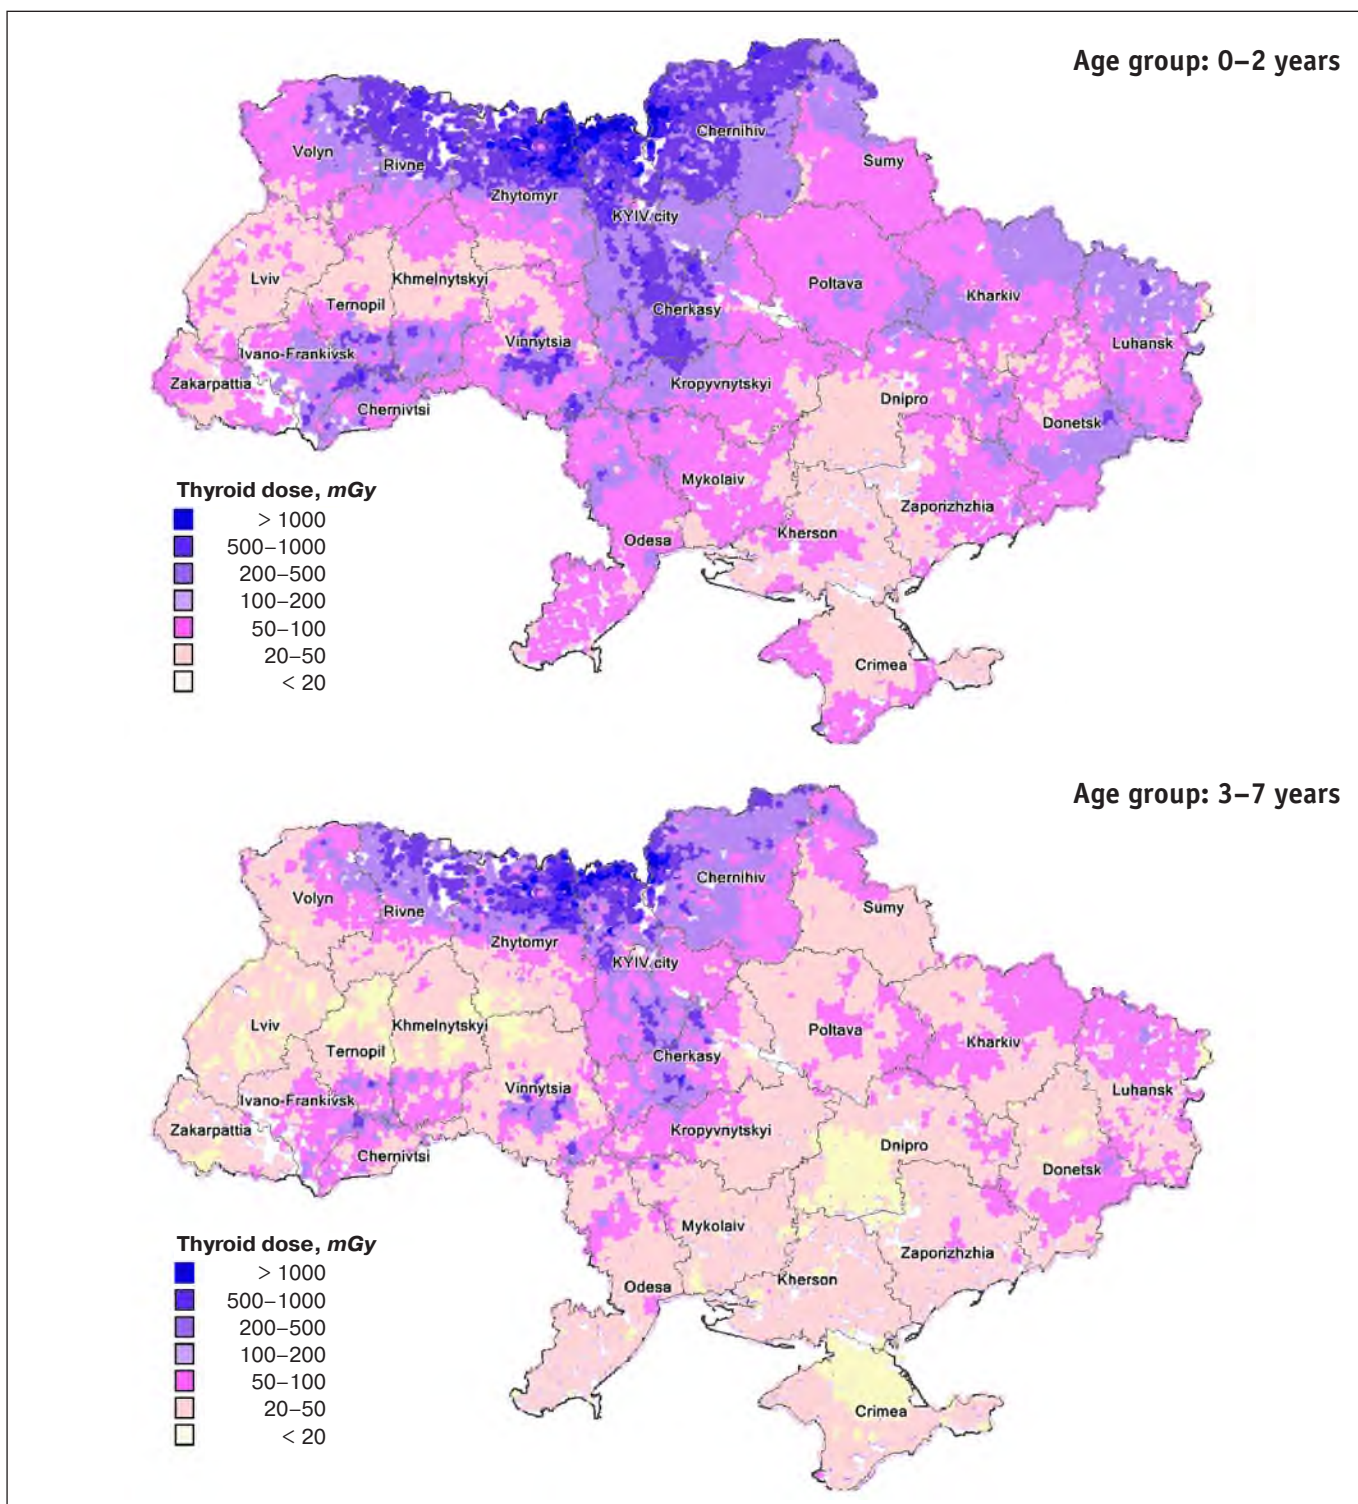 Age group: 0–2 years
Chernihiv
Volyn
Rivne
Sumy
Zhytomyr
KYIV city
Lviv
Khmelnytskyi
Ternopil
Poltava
Kharkiv
Cherkasy
Vinnytsia
Luhansk
Ivano-Frankivsk
Zakarpattia
Kropyvnytskyi
Chernivtsi
Dnipro
Donetsk
Mykolaiv
Zaporizhzhia
Kherson
Odesa
Crimea
Thyroid dose, mGy
> 1000
500–1000
200–500
100–200
50–100
20–50
< 20
Age group: 3–7 years
Chernihiv
Volyn
Rivne
Sumy
Zhytomyr
KYIV city
Lviv
Khmelnytskyi
Ternopil
Poltava
Kharkiv
Cherkasy
Vinnytsia
Luhansk
Ivano-Frankivsk
Zakarpattia
Kropyvnytskyi
Chernivtsi
Dnipro
Donetsk
Mykolaiv
Zaporizhzhia
Kherson
Odesa
Crimea
Thyroid dose, mGy
> 1000
500–1000
200–500
100–200
50–100
20–50
< 20